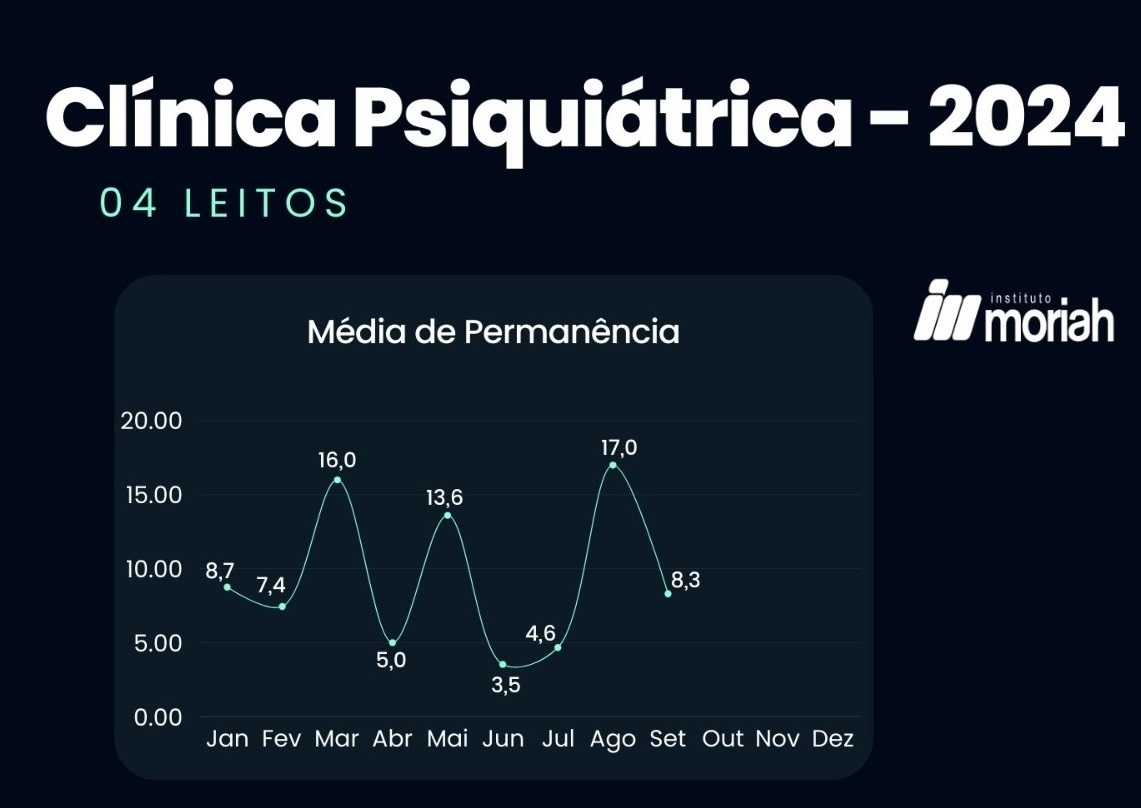 Clínica Psiquiátrica - 2024
04 LEITOS
instituto
moriah
Média de Permanência
20.00
15.00
10.00
5.00
0.00
8,7
7,4
16,0
5,0
13,6
3,5
4,6
17,0
8,3
Jan Fev Mar Abr Mai Jun Jul Ago Set Out Nov Dez